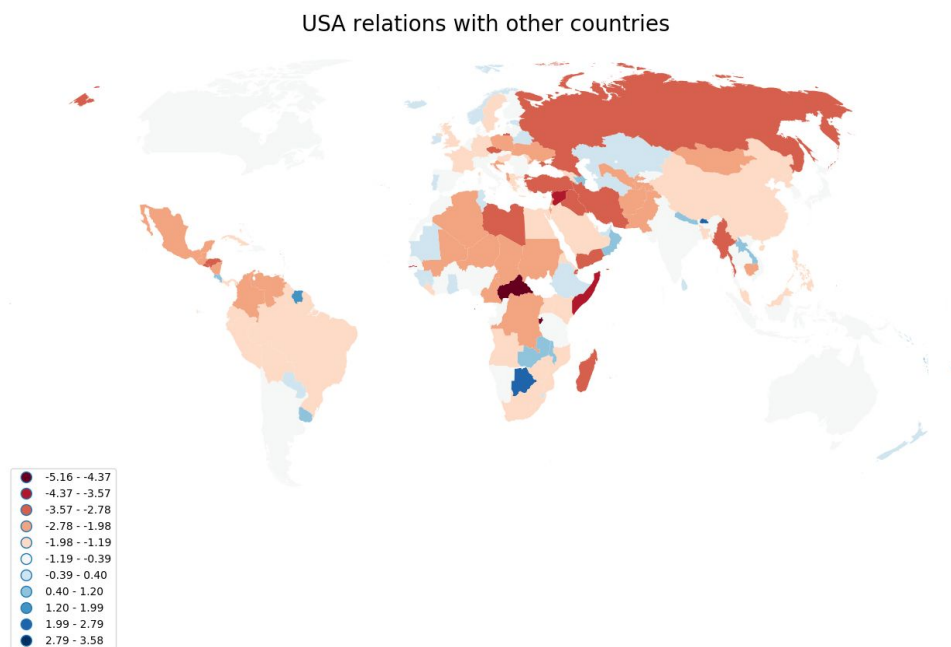 USA relations with other countries
-5.16 - -4.37
-4.37 - -3.57
-3.57 - -2.78
-2.78 - -1.98
-1.98 - -1.19
-1.19 - -0.39
-0.39 - 0.40
0.40 - 1.20
1.20 - 1.99
1.99 - 2.79
2.79 - 3.58